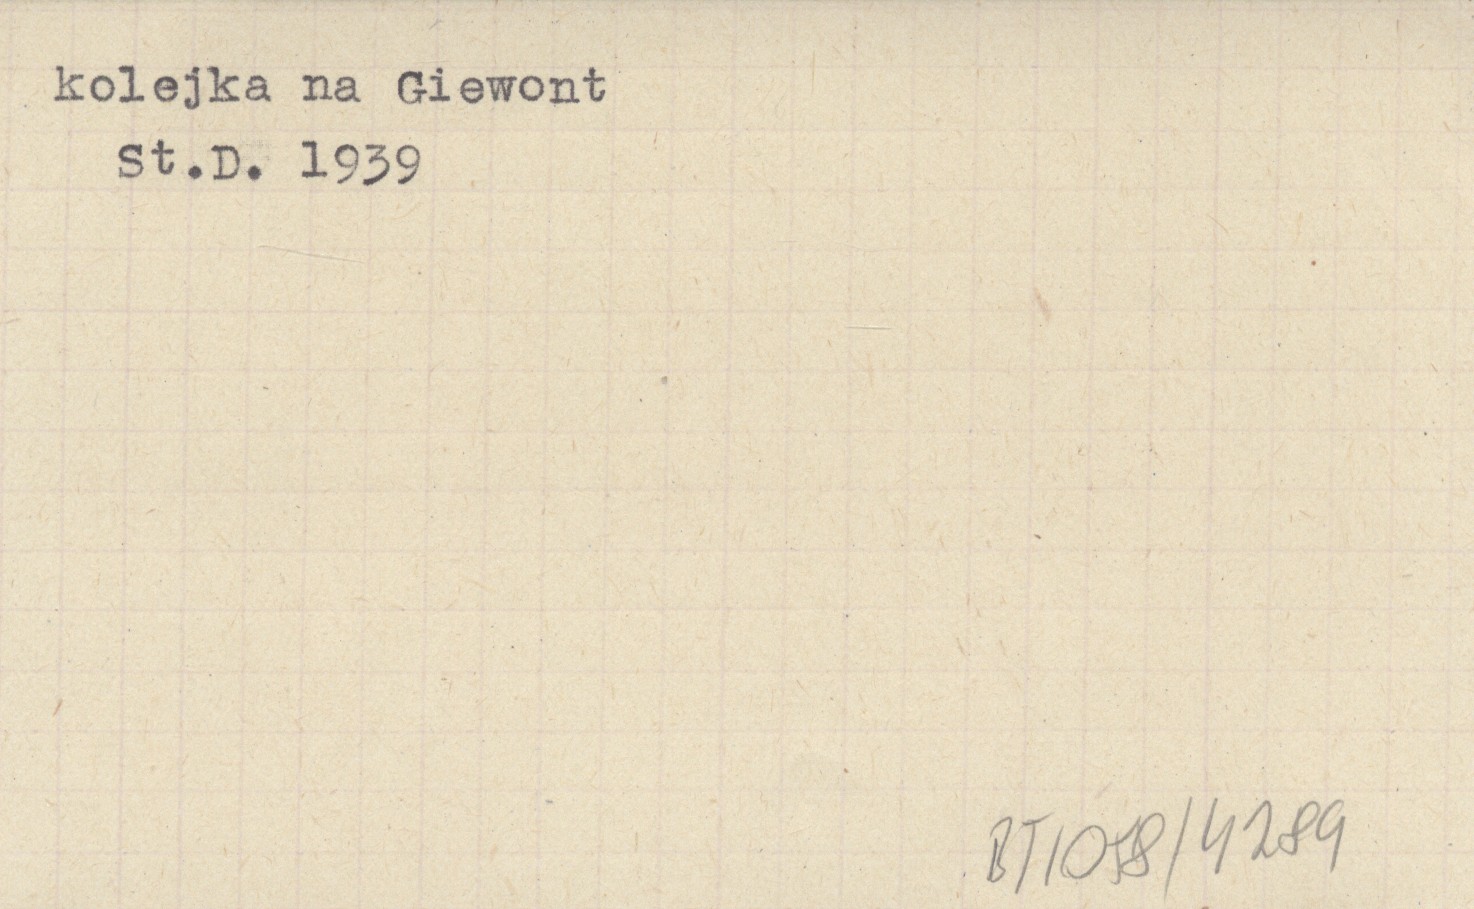 kolejka na Giewont
St.D. 1939
BT1058/4289